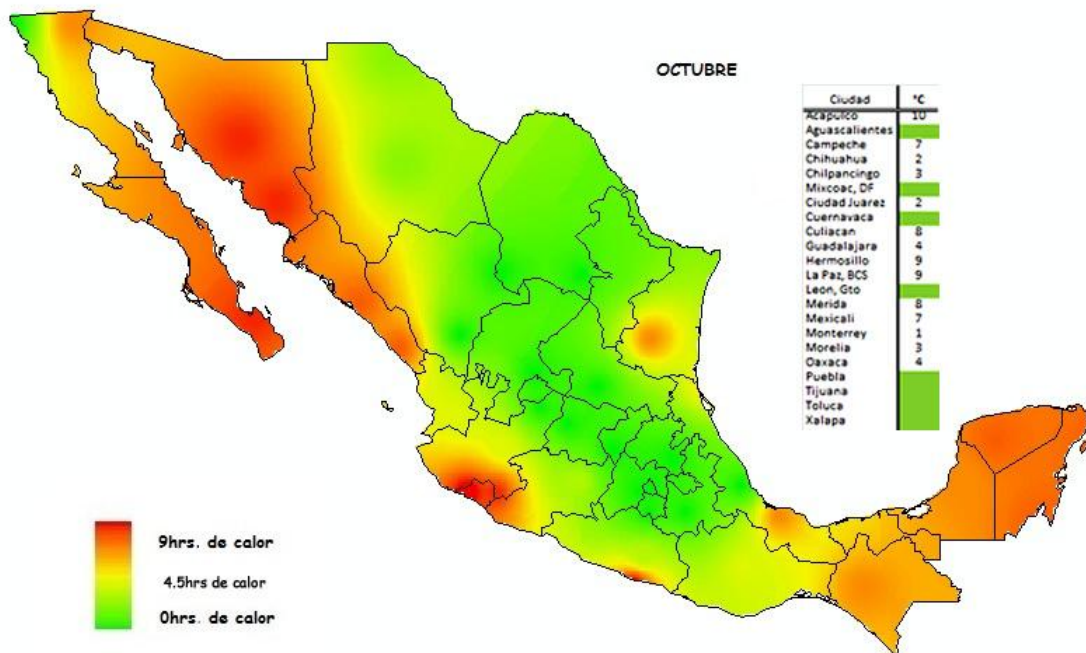 OCTUBRE
Ciudad °C
Acapulco 10
Aguascalientes
Campeche 7
Chihuahua 2
Chilpancingo 3
Mixcoac, DF
Ciudad Juarez 2
Cuernavaca
Culiacan 8
Guadalajara 4
Hermosillo 9
La Paz, BCS 9
Leon, Gto
Merida 8
Mexicali 7
Monterrey 1
Morelia 3
Oaxaca 4
Puebla
Tijuana
Toluca
Xalapa
9hrs. de calor
4.5hrs de calor
0hrs. de calor